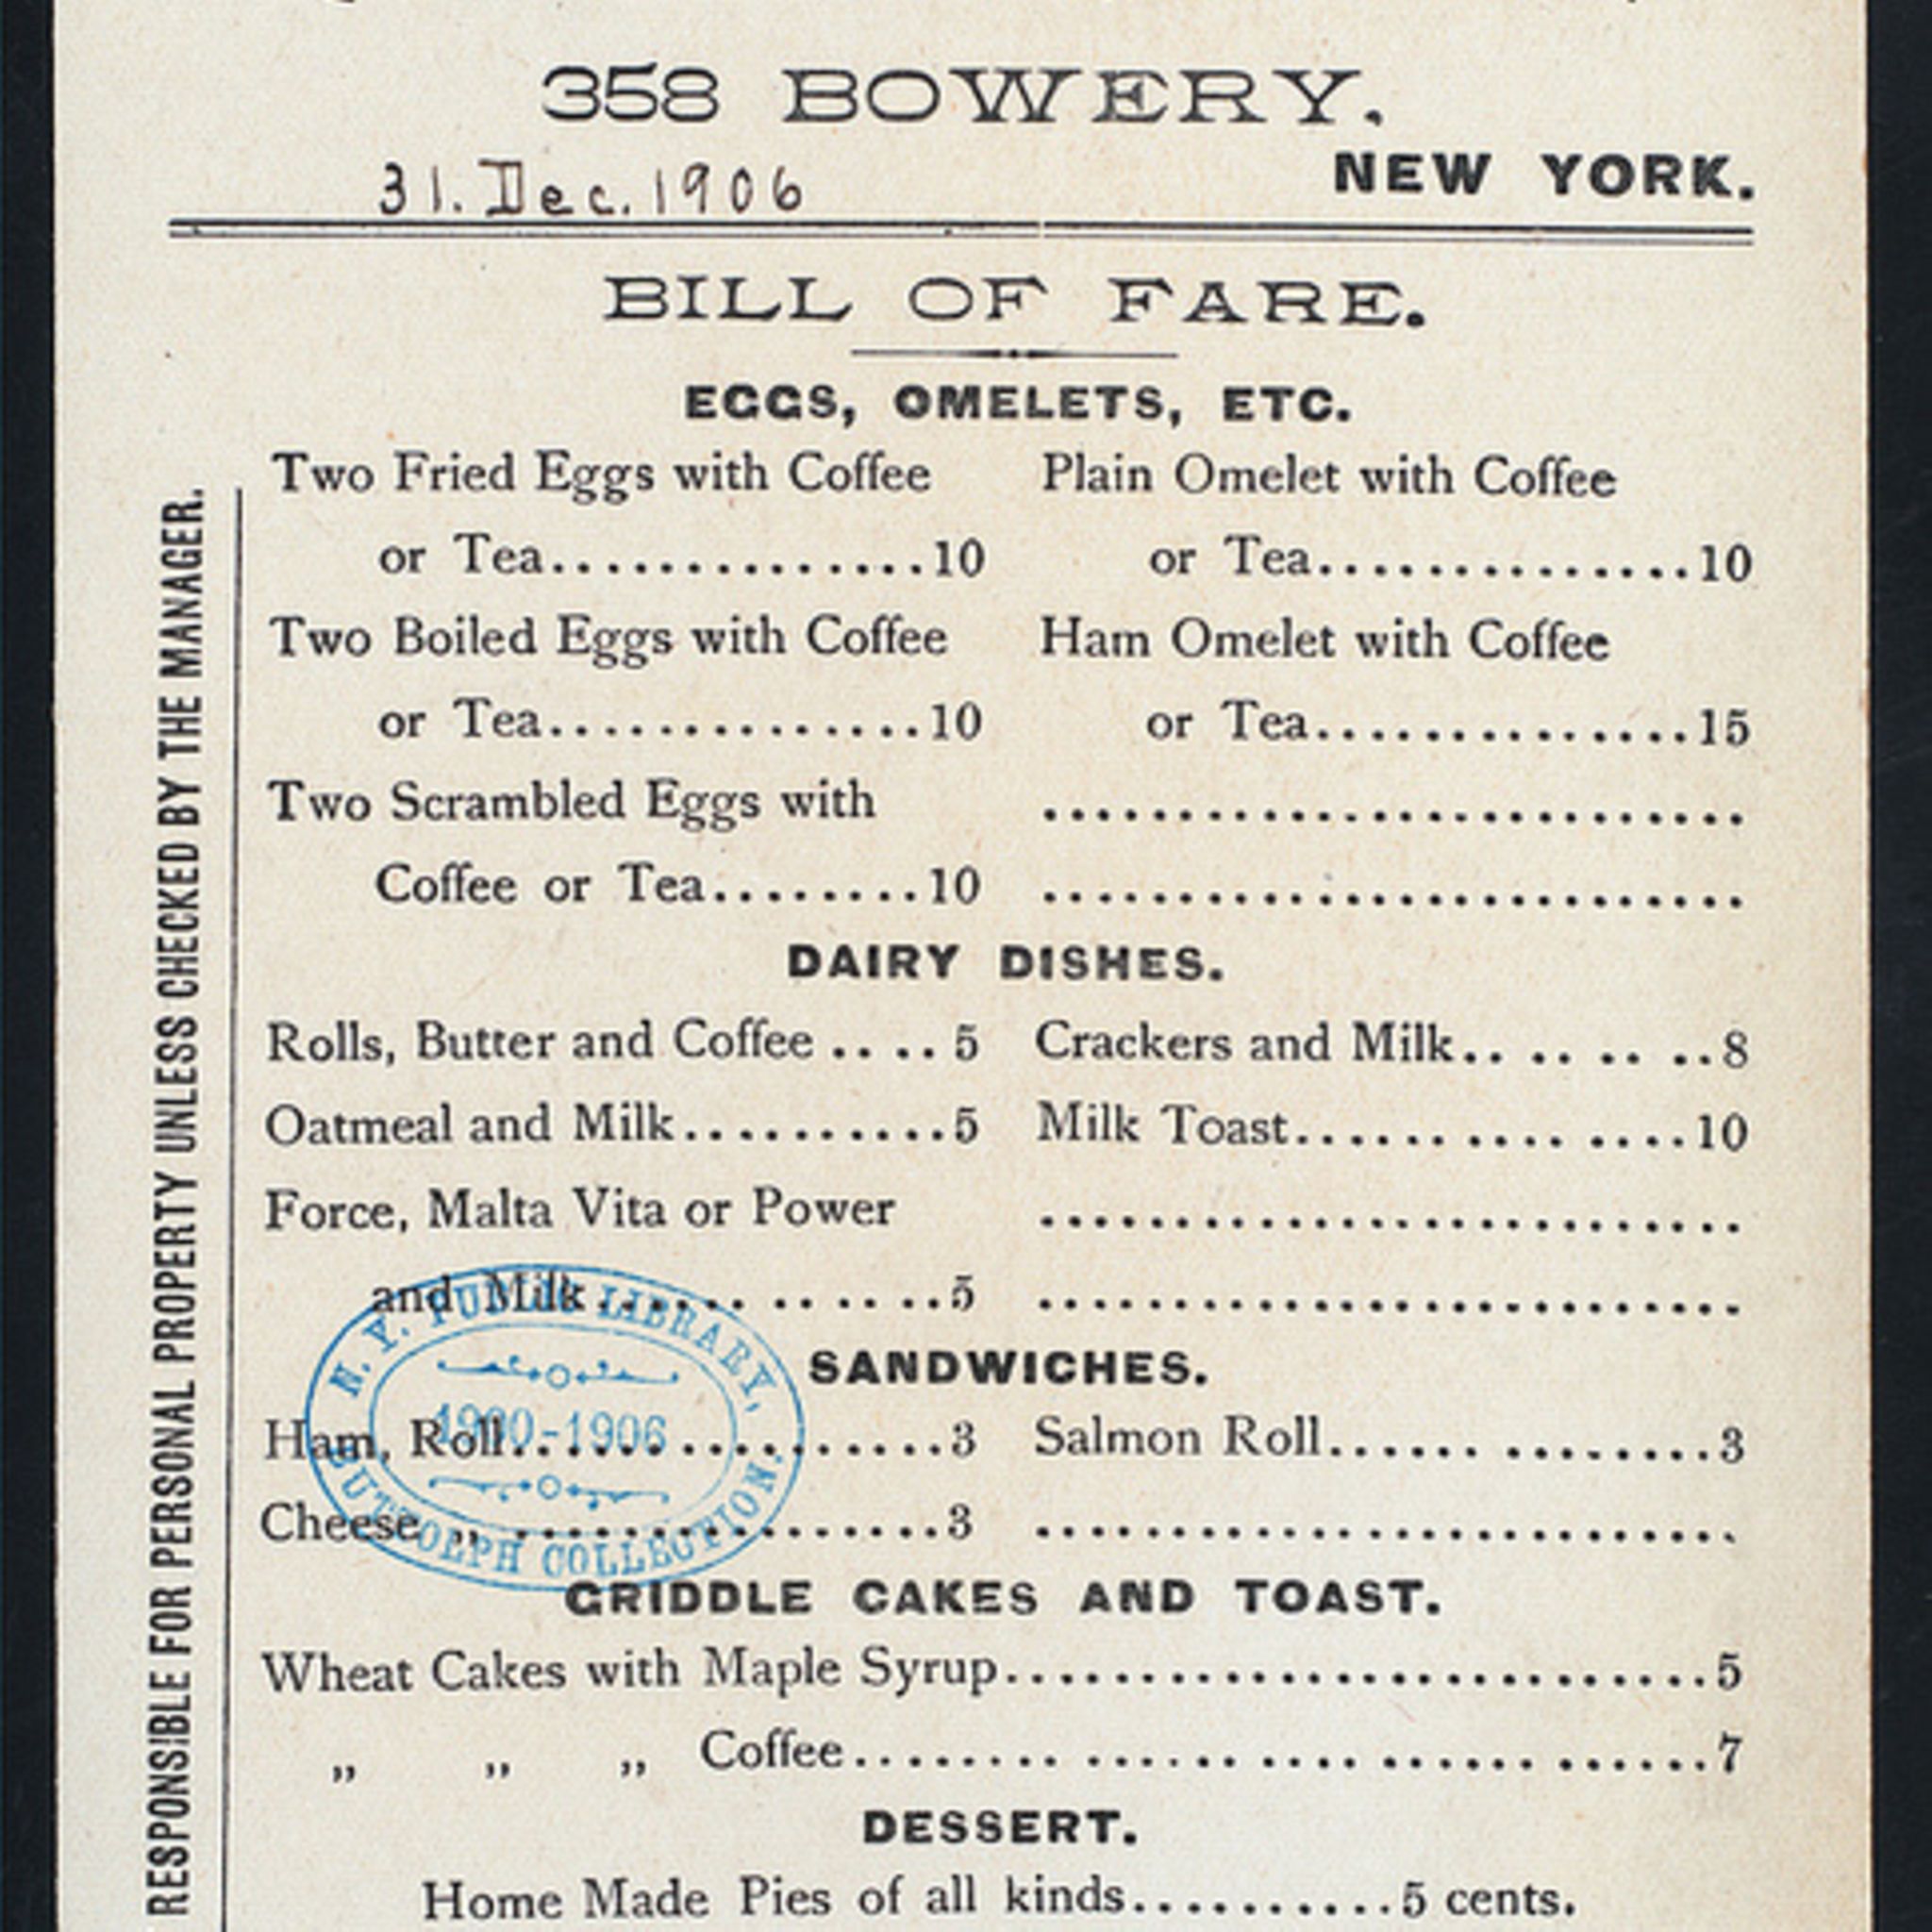 358 BOWERY.
NEW YORK.
31. Dec. 1906
BILL OF FARE.
EGGS, OMELETS, ETC.
Two Fried Eggs with Coffee
or Tea..............10
Two Boiled Eggs with Coffee
or Tea..............10
Two Scrambled Eggs with
Coffee or Tea........10
Plain Omelet with Coffee
or Tea..............10
Ham Omelet with Coffee
or Tea..............15
DAIRY DISHES.
Rolls, Butter and Coffee .. .. 5
Oatmeal and Milk..........5
Force, Malta Vita or Power
and Milk...... .. .. ..5
Crackers and Milk.. .. .. ..8
Milk Toast...... .... ....10
SANDWICHES.
Ham, Roll................3
Cheese ,, ................3
Salmon Roll...... ........3
GRIDDLE CAKES AND TOAST.
Wheat Cakes with Maple Syrup..........................5
,, ,, ,, Coffee........ ...... .... ...... ......7
DESSERT.
Home Made Pies of all kinds..........5 cents.
RESPONSIBLE FOR PERSONAL PROPERTY UNLESS CHECKED BY THE MANAGER.
N. Y. PUBLIC LIBRARY,
1900-1906
BUTTOLPH COLLECTION.